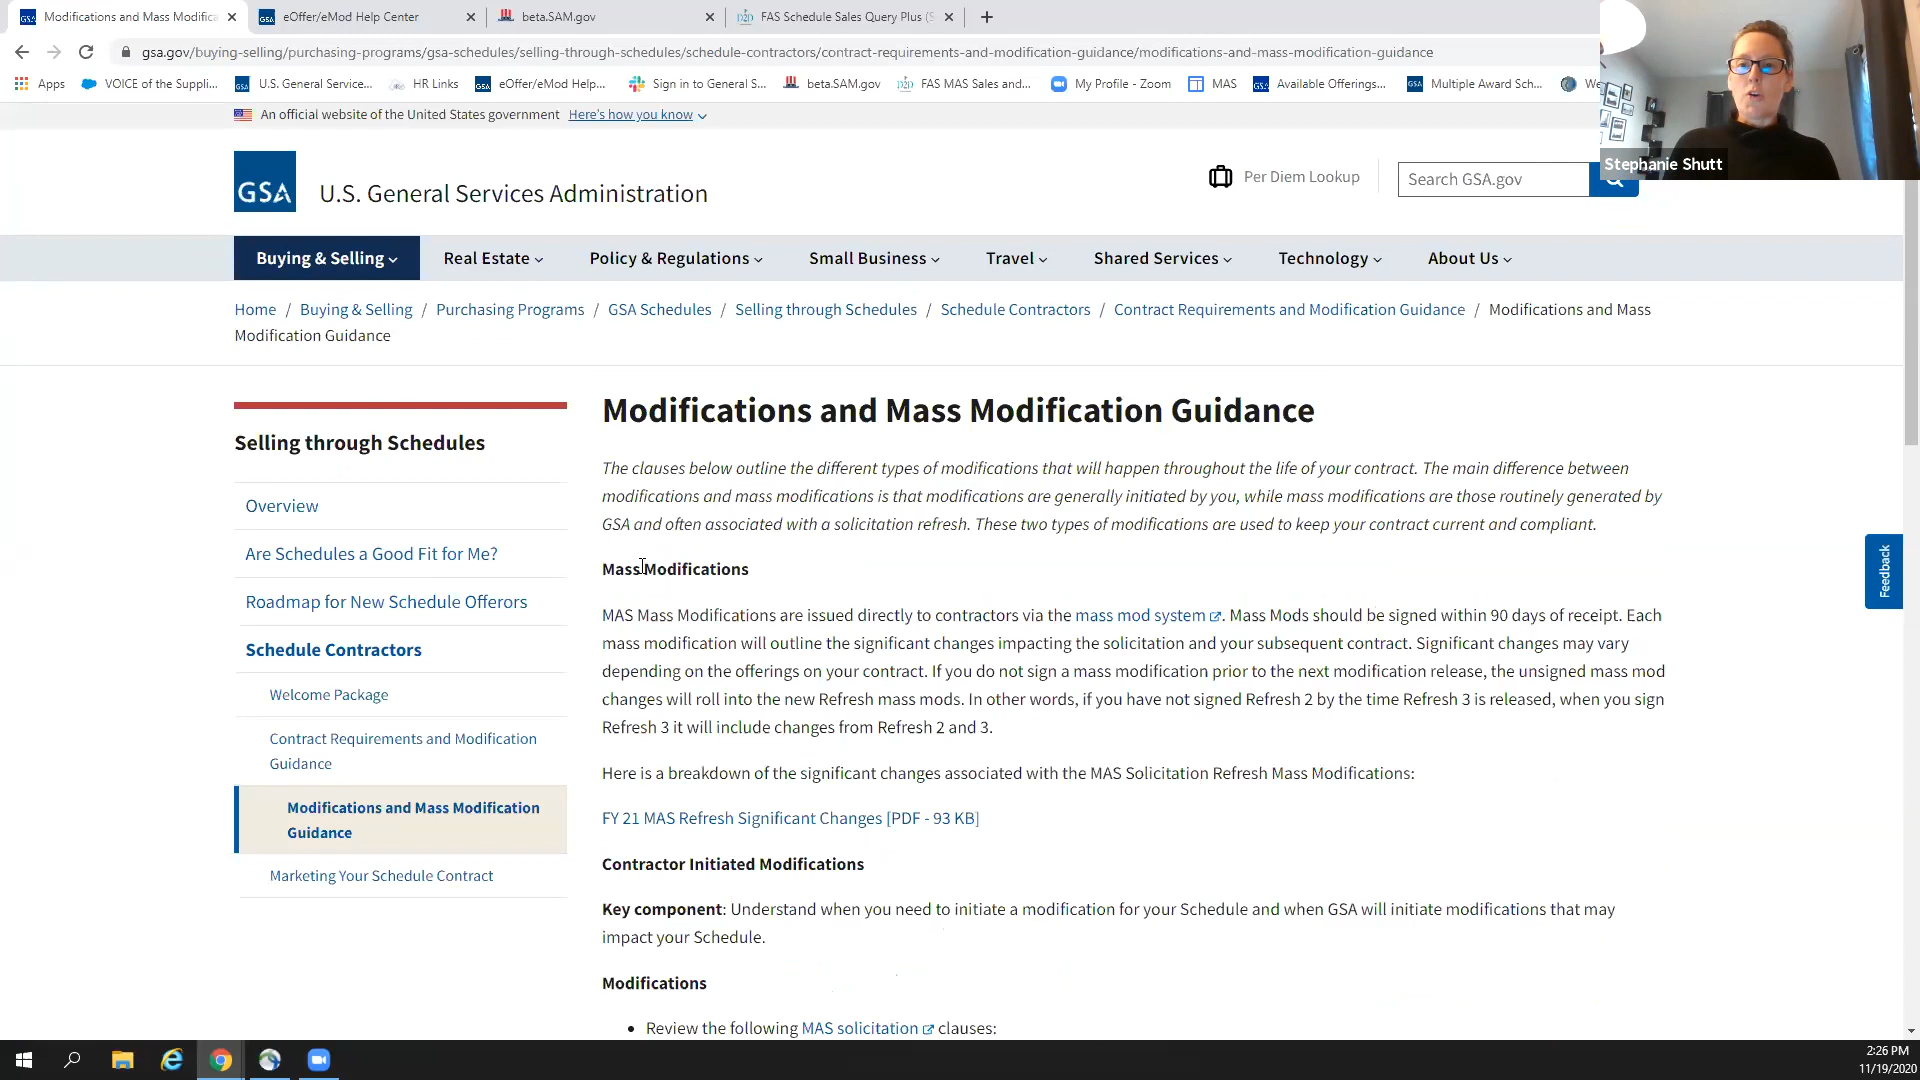 Modifications and Mass Modifica
eOffer/eMod Help Center
beta.SAM.gov
FAS Schedule Sales Query Plus (S
gsa.gov/buying-selling/purchasing-programs/gsa-schedules/selling-through-schedules/schedule-contractors/contract-requirements-and-modification-guidance/modifications-and-mass-modification-guidance
Apps
VOICE of the Suppli...
U.S. General Service...
HR Links
eOffer/eMod Help...
Sign in to General S...
beta.SAM.gov
FAS MAS Sales and...
My Profile - Zoom
MAS
Available Offerings...
Multiple Award Sch...
We
Stephanie Shutt
An official website of the United States government Here's how you know
GSA
U.S. General Services Administration
Per Diem Lookup
Search GSA.gov
Buying & Selling
Real Estate
Policy & Regulations
Small Business
Travel
Shared Services
Technology
About Us
Home / Buying & Selling / Purchasing Programs / GSA Schedules / Selling through Schedules / Schedule Contractors / Contract Requirements and Modification Guidance / Modifications and Mass
Modification Guidance
Selling through Schedules
Overview
Are Schedules a Good Fit for Me?
Roadmap for New Schedule Offerors
Schedule Contractors
Welcome Package
Contract Requirements and Modification
Guidance
Modifications and Mass Modification
Guidance
Marketing Your Schedule Contract
Modifications and Mass Modification Guidance
The clauses below outline the different types of modifications that will happen throughout the life of your contract. The main difference between
modifications and mass modifications is that modifications are generally initiated by you, while mass modifications are those routinely generated by
GSA and often associated with a solicitation refresh. These two types of modifications are used to keep your contract current and compliant.
Mass Modifications
MAS Mass Modifications are issued directly to contractors via the mass mod system. Mass Mods should be signed within 90 days of receipt. Each
mass modification will outline the significant changes impacting the solicitation and your subsequent contract. Significant changes may vary
depending on the offerings on your contract. If you do not sign a mass modification prior to the next modification release, the unsigned mass mod
changes will roll into the new Refresh mass mods. In other words, if you have not signed Refresh 2 by the time Refresh 3 is released, when you sign
Refresh 3 it will include changes from Refresh 2 and 3.
Here is a breakdown of the significant changes associated with the MAS Solicitation Refresh Mass Modifications:
FY 21 MAS Refresh Significant Changes [PDF - 93 KB]
Contractor Initiated Modifications
Key component: Understand when you need to initiate a modification for your Schedule and when GSA will initiate modifications that may
impact your Schedule.
Modifications
• Review the following MAS solicitation clauses:
Feedback
2:26 PM
11/19/2020